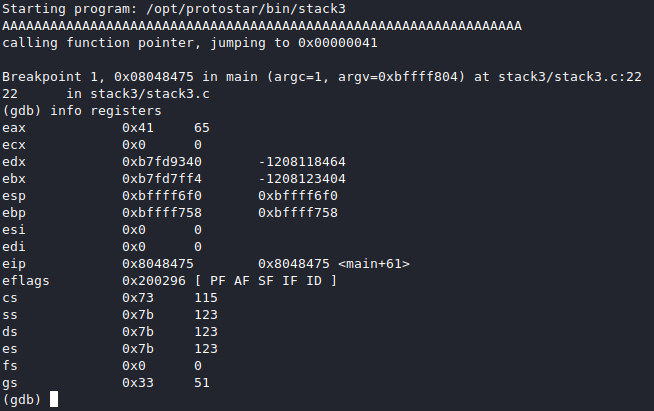 Starting program: /opt/protostar/bin/stack3
AAAAAAAAAAAAAAAAAAAAAAAAAAAAAAAAAAAAAAAAAAAAAAAAAAAAAAAAAAAAAAAAA
calling function pointer, jumping to 0x00000041
Breakpoint 1, 0x08048475 in main (argc=1, argv=0xbffff804) at stack3/stack3.c:22
22      in stack3/stack3.c
(gdb) info registers
eax            0x41     65
ecx            0x0      0
edx            0xb7fd9340       -1208118464
ebx            0xb7fd7ff4       -1208123404
esp            0xbffff6f0       0xbffff6f0
ebp            0xbffff758       0xbffff758
esi            0x0      0
edi            0x0      0
eip            0x8048475        0x8048475 <main+61>
eflags         0x200296 [ PF AF SF IF ID ]
cs             0x73     115
ss             0x7b     123
ds             0x7b     123
es             0x7b     123
fs             0x0      0
gs             0x33     51
(gdb)